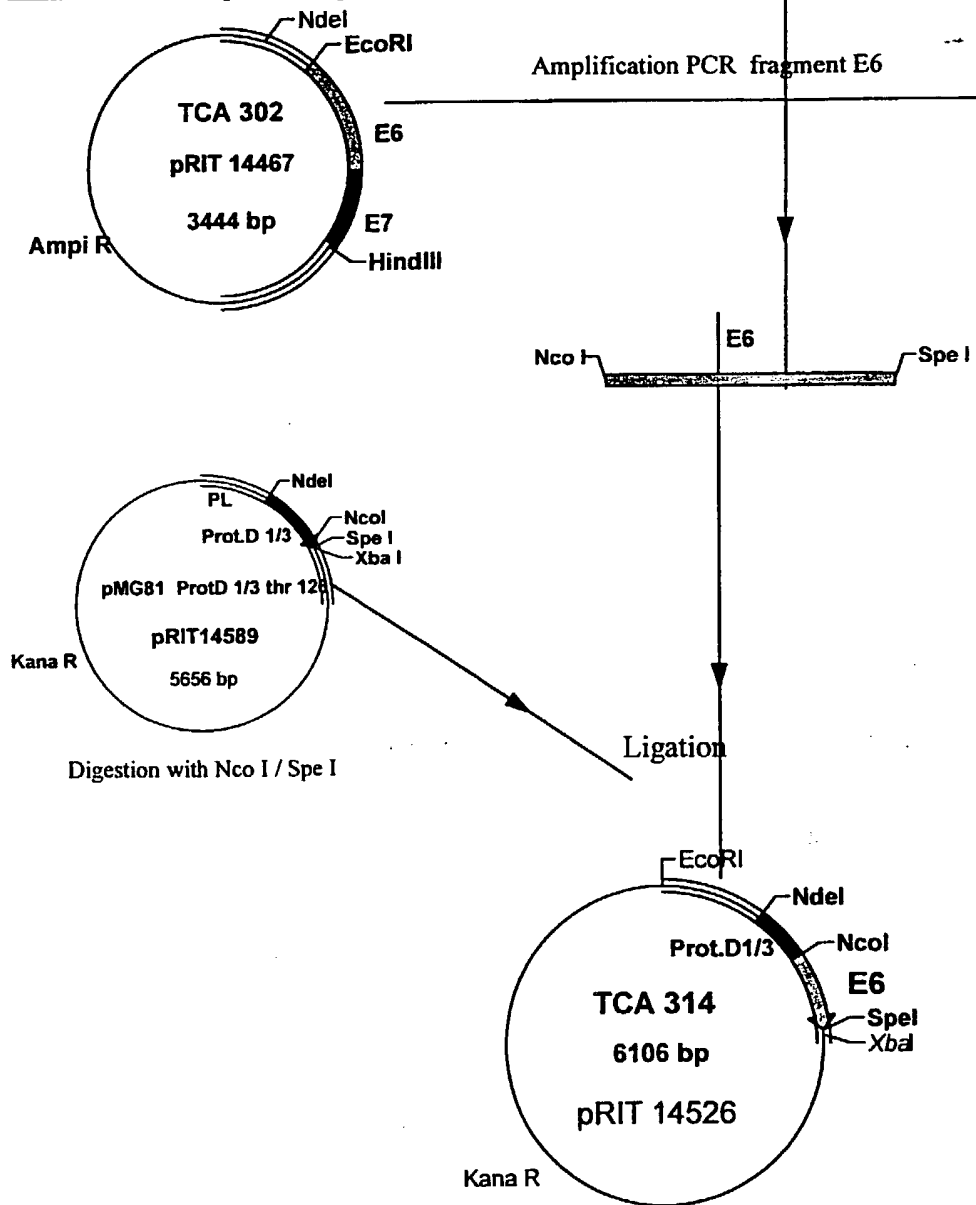 NdeI
EcoRI
Amplification PCR fragment E6
TCA 302
E6
pRIT 14467
3444 bp
E7
Ampi R
HindIII
E6
Nco I
Spe I
NdeI
PL
NcoI
Prot.D 1/3
Spe I
Xba I
pMG81 ProtD 1/3 thr
pRIT14589
Kana R
5656 bp
Ligation
Digestion with Nco I / Spe I
EcoRI
NdeI
Prot.D1/3
NcoI
E6
TCA 314
SpeI
XbaI
6106 bp
pRIT 14526
Kana R